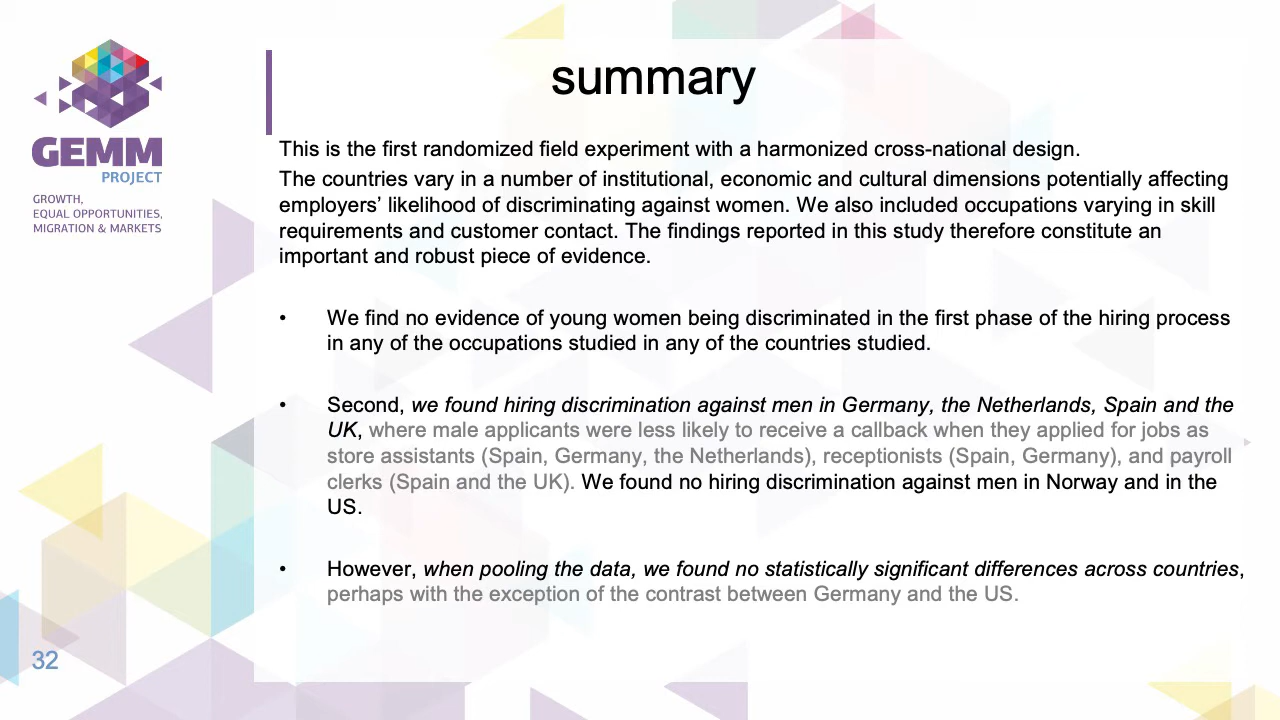 GEMM
PROJECT
GROWTH,
EQUAL OPPORTUNITIES,
MIGRATION & MARKETS
summary
This is the first randomized field experiment with a harmonized cross-national design.
The countries vary in a number of institutional, economic and cultural dimensions potentially affecting
employers’ likelihood of discriminating against women. We also included occupations varying in skill
requirements and customer contact. The findings reported in this study therefore constitute an
important and robust piece of evidence.
• We find no evidence of young women being discriminated in the first phase of the hiring process
in any of the occupations studied in any of the countries studied.
• Second, we found hiring discrimination against men in Germany, the Netherlands, Spain and the
UK, where male applicants were less likely to receive a callback when they applied for jobs as
store assistants (Spain, Germany, the Netherlands), receptionists (Spain, Germany), and payroll
clerks (Spain and the UK). We found no hiring discrimination against men in Norway and in the
US.
• However, when pooling the data, we found no statistically significant differences across countries,
perhaps with the exception of the contrast between Germany and the US.
32